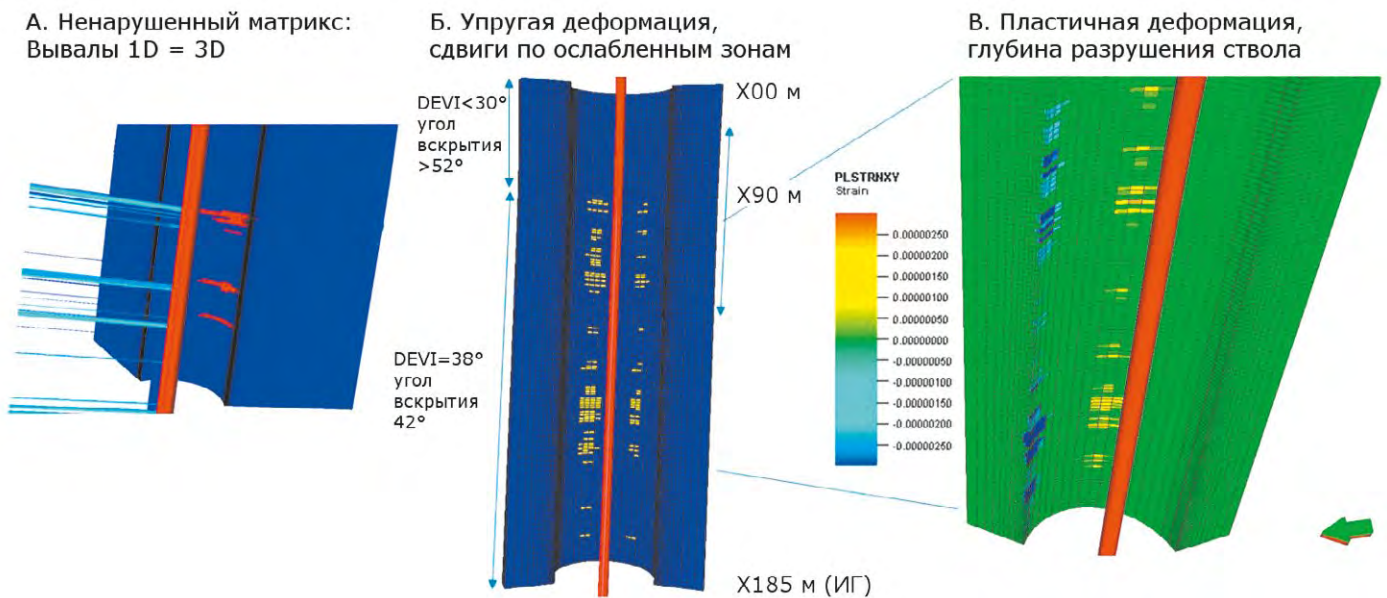 А. Ненарушенный матрикс:
Вывалы 1D = 3D
Б. Упругая деформация,
сдвиги по ослабленным зонам
В. Пластичная деформация,
глубина разрушения ствола
DEVI<30°
угол
вскрытия
>52°
DEVI=38°
угол
вскрытия
42°
X00 м
X90 м
X185 м (ИГ)
PLSTRNXY
Strain
0.00000250
0.00000200
0.00000150
0.00000100
0.00000050
0.00000000
-0.00000050
-0.00000100
-0.00000150
-0.00000200
-0.00000250